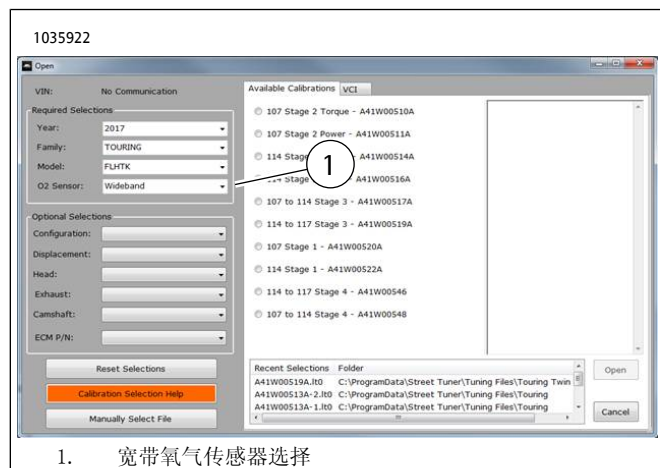 1035922
Open
VIN: No Communication
Required Selections
Year: 2017
Family: TOURING
Model: FLHTK
O2 Sensor: Wideband
Optional Selections
Configuration:
Displacement:
Head:
Exhaust:
Camshaft:
ECM P/N:
Reset Selections
Calibration Selection Help
Manually Select File
Available Calibrations VCI
107 Stage 2 Torque - A41W00510A
107 Stage 2 Power - A41W00511A
114 Stage A41W00514A
1
114 Stage A41W00516A
107 to 114 Stage 3 - A41W00517A
114 to 117 Stage 3 - A41W00519A
107 Stage 1 - A41W00520A
114 Stage 1 - A41W00522A
114 to 117 Stage 4 - A41W00546
107 to 114 Stage 4 - A41W00548
Recent Selections Folder
A41W00519A.lt0 C:\ProgramData\Street Tuner\Tuning Files\Touring Twin
A41W00513A-2.lt0 C:\ProgramData\Street Tuner\Tuning Files\Touring
A41W00513A-1.lt0 C:\ProgramData\Street Tuner\Tuning Files\Touring
Open
Cancel
1. 宽带氧气传感器选择